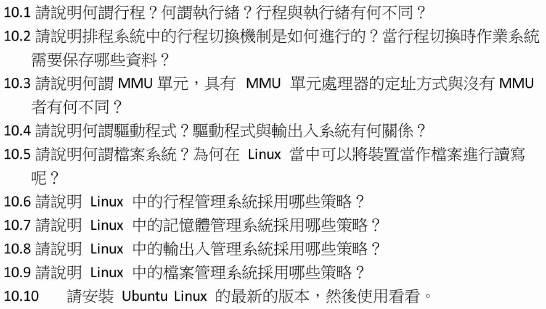 10.1 請說明何謂行程？何謂執行緒？行程與執行緒有何不同？
10.2 請說明排程系統中的行程切換機制是如何進行的？當行程切換時作業系統
需要保存哪些資料？
10.3 請說明何謂 MMU 單元，具有 MMU 單元處理器的定址方式與沒有 MMU
者有何不同？
10.4 請說明何謂驅動程式？驅動程式與輸出入系統有何關係？
10.5 請說明何謂檔案系統？為何在 Linux 當中可以將裝置當作檔案進行讀寫
呢？
10.6 請說明 Linux 中的行程管理系統採用哪些策略？
10.7 請說明 Linux 中的記憶體管理系統採用哪些策略？
10.8 請說明 Linux 中的輸出入管理系統採用哪些策略？
10.9 請說明 Linux 中的檔案管理系統採用哪些策略？
10.10 請安裝 Ubuntu Linux 的最新的版本，然後使用看看。